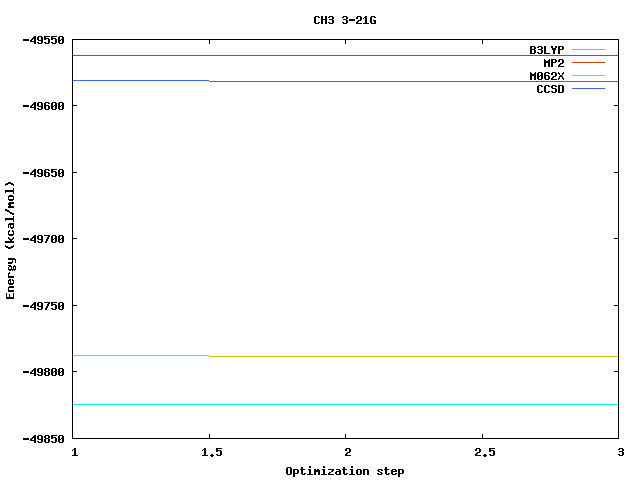 CH3 3-21G
-49550
-49600
-49650
-49700
-49750
-49800
-49850
Energy (kcal/mol)
B3LYP
MP2
M062X
CCSD
1 1.5 2 2.5 3
Optimization step